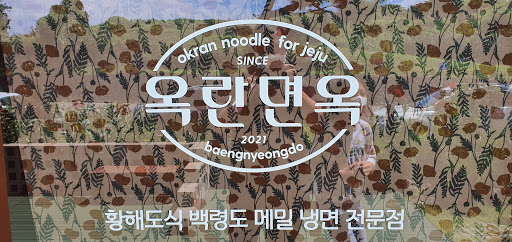 okran noodle for jeju
SINCE
옥란면옥
2021
baengnyeongdo
황해도식 백령도 메밀 냉면 전문점